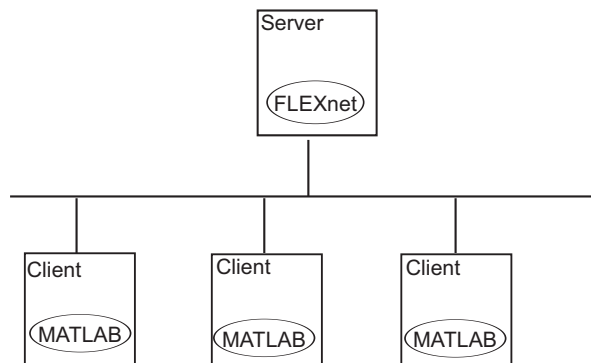 Server
FLEXnet
Client
MATLAB
Client
MATLAB
Client
MATLAB